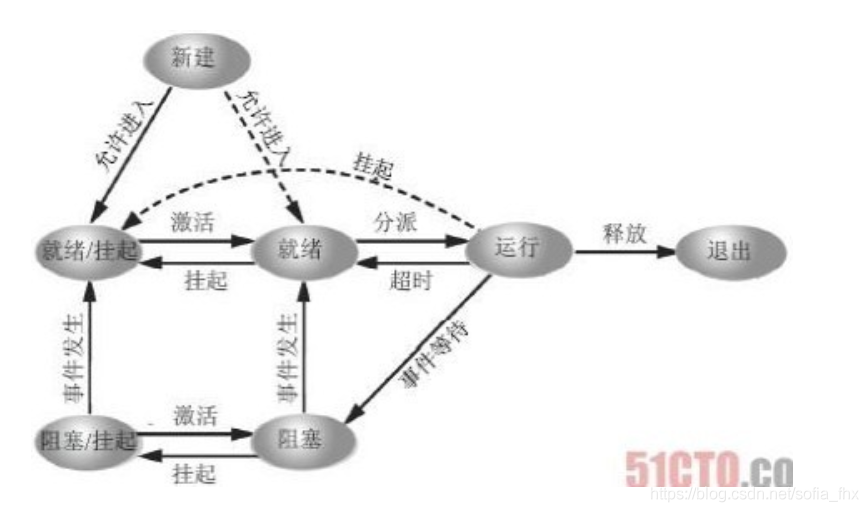 新建
允许进入
允许进入
挂起
就绪/挂起
激活
挂起
就绪
分派
超时
运行
释放
退出
事件发生
事件发生
事件等待
阻塞/挂起
激活
挂起
阻塞
51CTO.co
https://blog.csdn.net/sofia_fhx